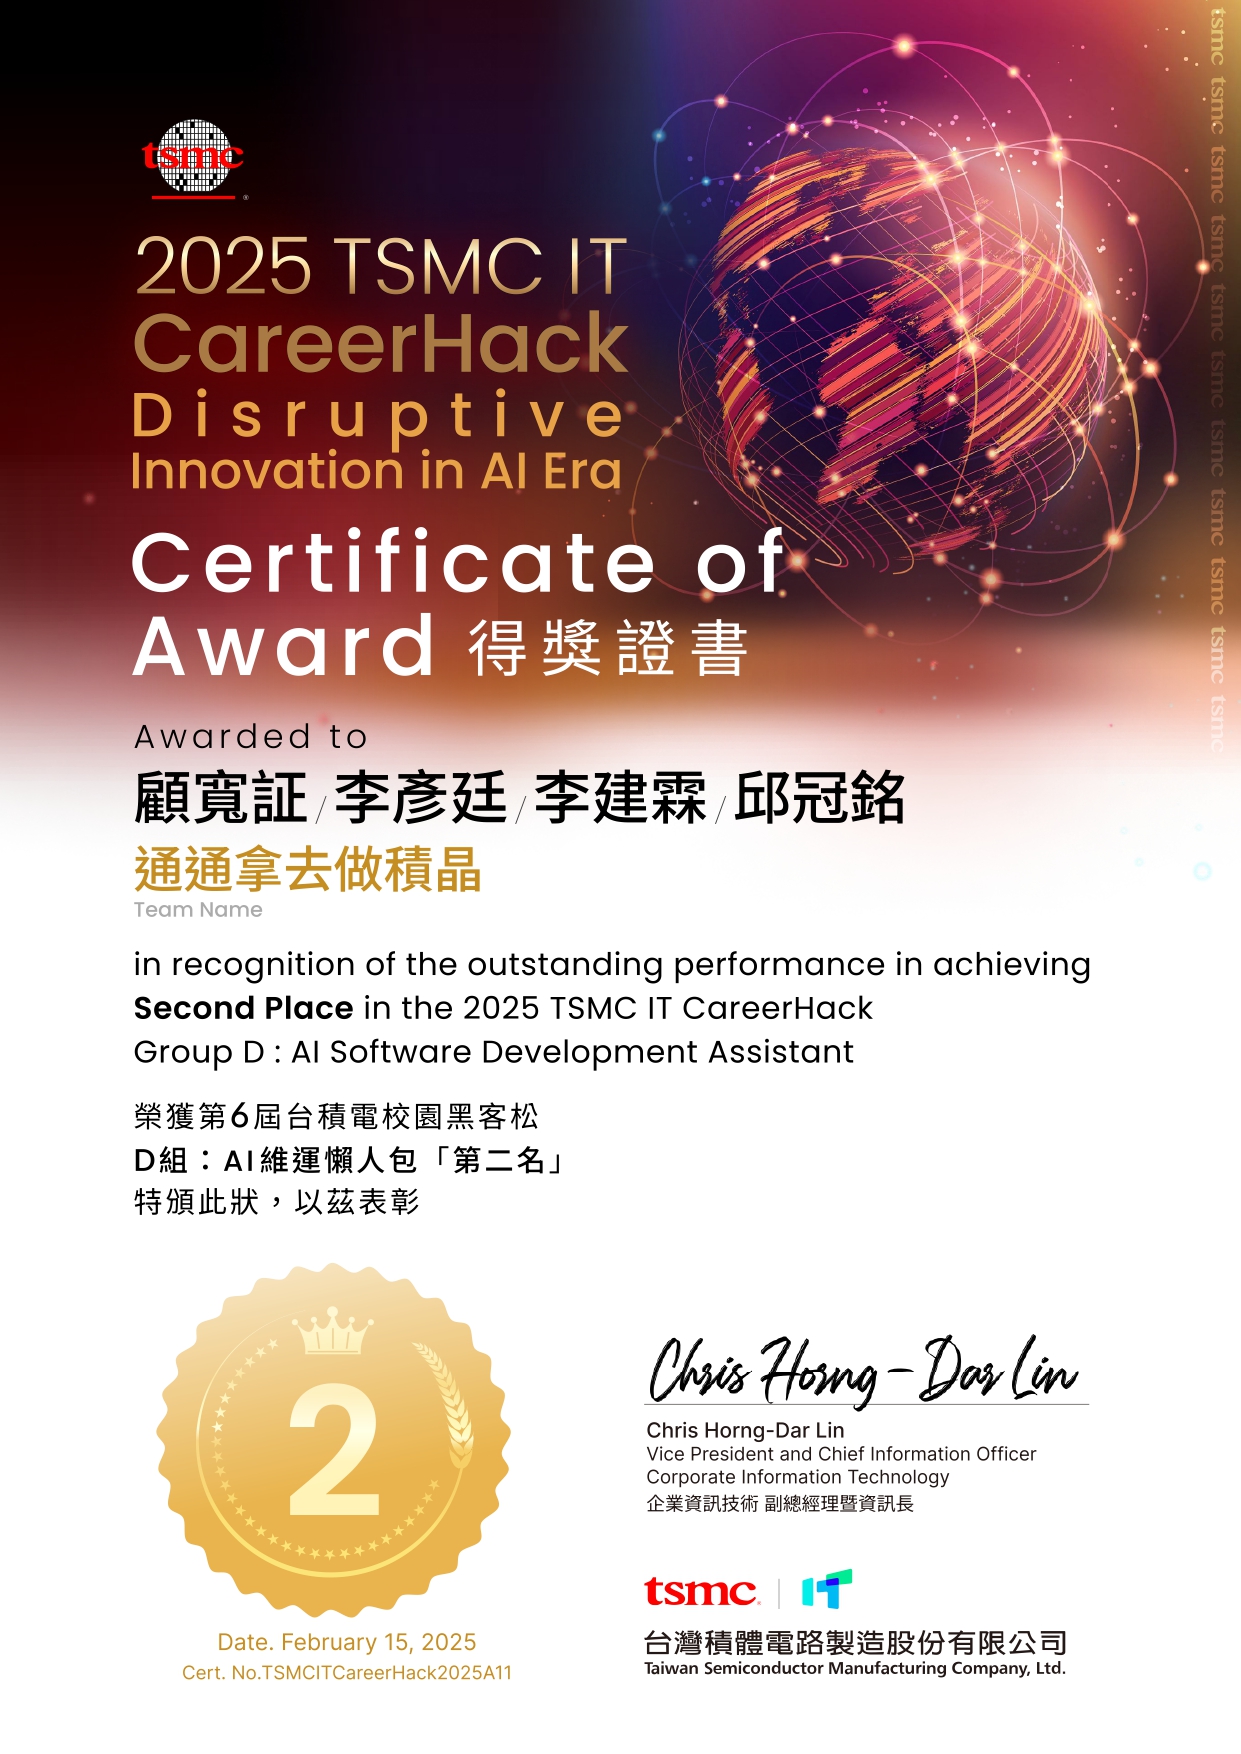 tsmc
2025 TSMC IT
CareerHack
Disruptive
Innovation in AI Era
Certificate of
Award 得獎證書
tsmc tsmc tsmc tsmc tsmc tsmc tsmc tsmc tsmc tsmc tsmc
Awarded to
顧寬証/李彥廷/李建霖/邱冠銘
通通拿去做積晶
Team Name
in recognition of the outstanding performance in achieving
Second Place in the 2025 TSMC IT CareerHack
Group D : AI Software Development Assistant
榮獲第6屆台積電校園黑客松
D組：AI維運懶人包「第二名」
特頒此狀，以茲表彰
2
Date. February 15, 2025
Cert. No.TSMCITCareerHack2025A11
Chris Horng-Dar Lin
Chris Horng-Dar Lin
Vice President and Chief Information Officer
Corporate Information Technology
企業資訊技術 副總經理暨資訊長
tsmc | IT
台灣積體電路製造股份有限公司
Taiwan Semiconductor Manufacturing Company, Ltd.